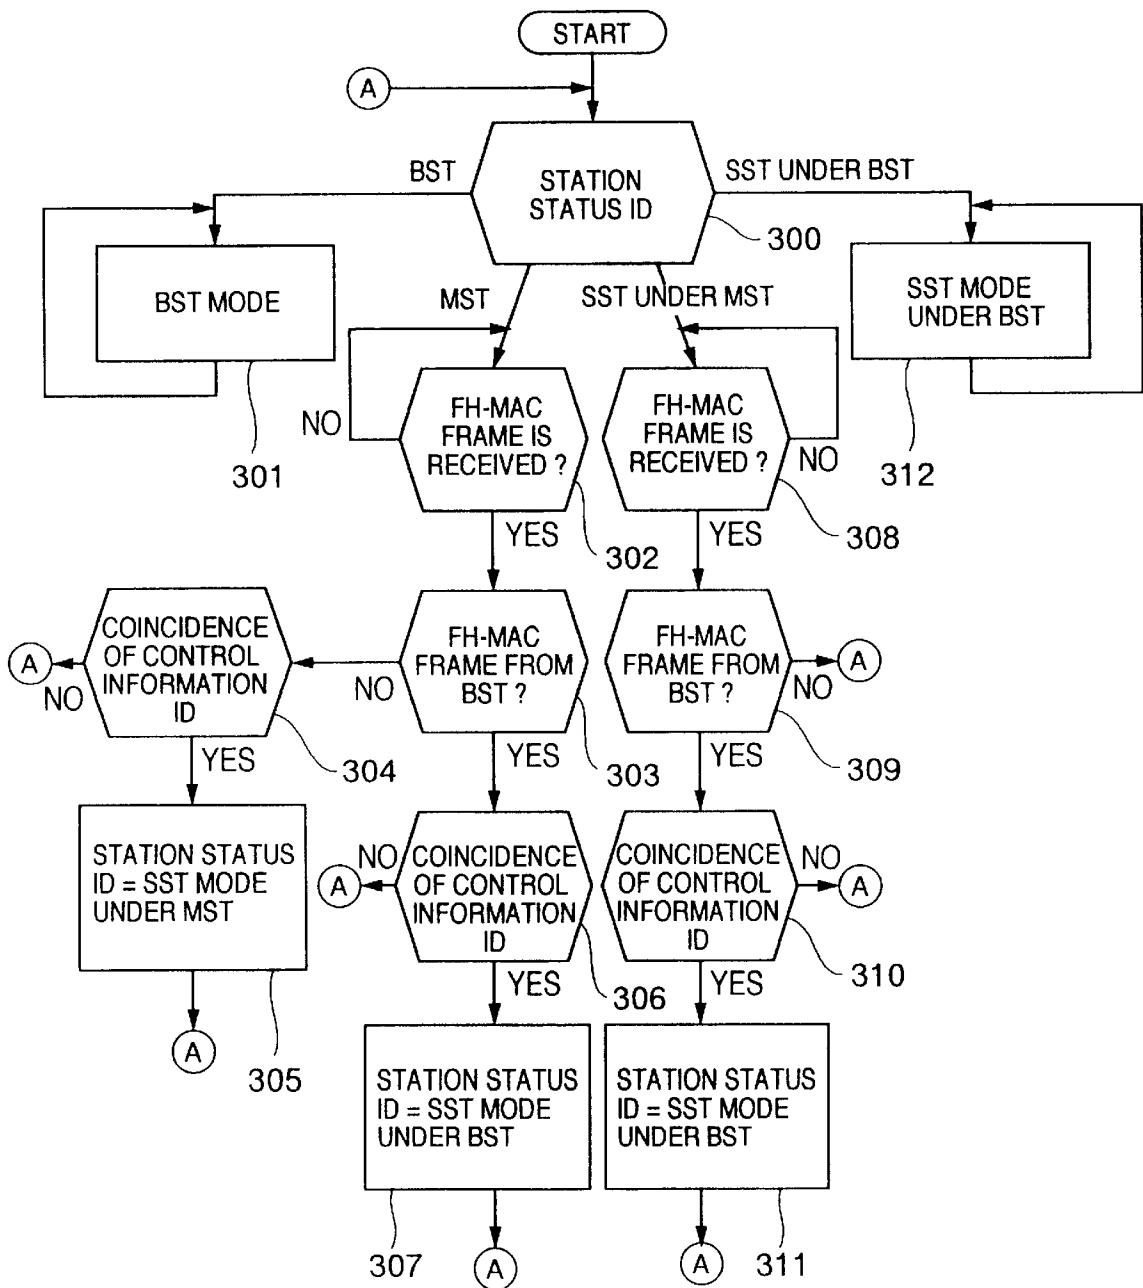 START
A
BST
STATION
STATUS ID
SST UNDER BST
300
BST MODE
301
MST
SST UNDER MST
SST MODE
UNDER BST
312
NO
FH-MAC
FRAME IS
RECEIVED ?
302
FH-MAC
FRAME IS
RECEIVED ?
NO
308
YES
YES
A
NO
COINCIDENCE
OF CONTROL
INFORMATION
ID
304
NO
FH-MAC
FRAME FROM
BST ?
303
FH-MAC
FRAME FROM
BST ?
NO
A
309
YES
YES
YES
STATION STATUS
ID = SST MODE
UNDER MST
305
A
NO
A
COINCIDENCE
OF CONTROL
INFORMATION
ID
306
COINCIDENCE
OF CONTROL
INFORMATION
ID
NO
A
310
YES
YES
STATION STATUS
ID = SST MODE
UNDER BST
307
A
STATION STATUS
ID = SST MODE
UNDER BST
311
A